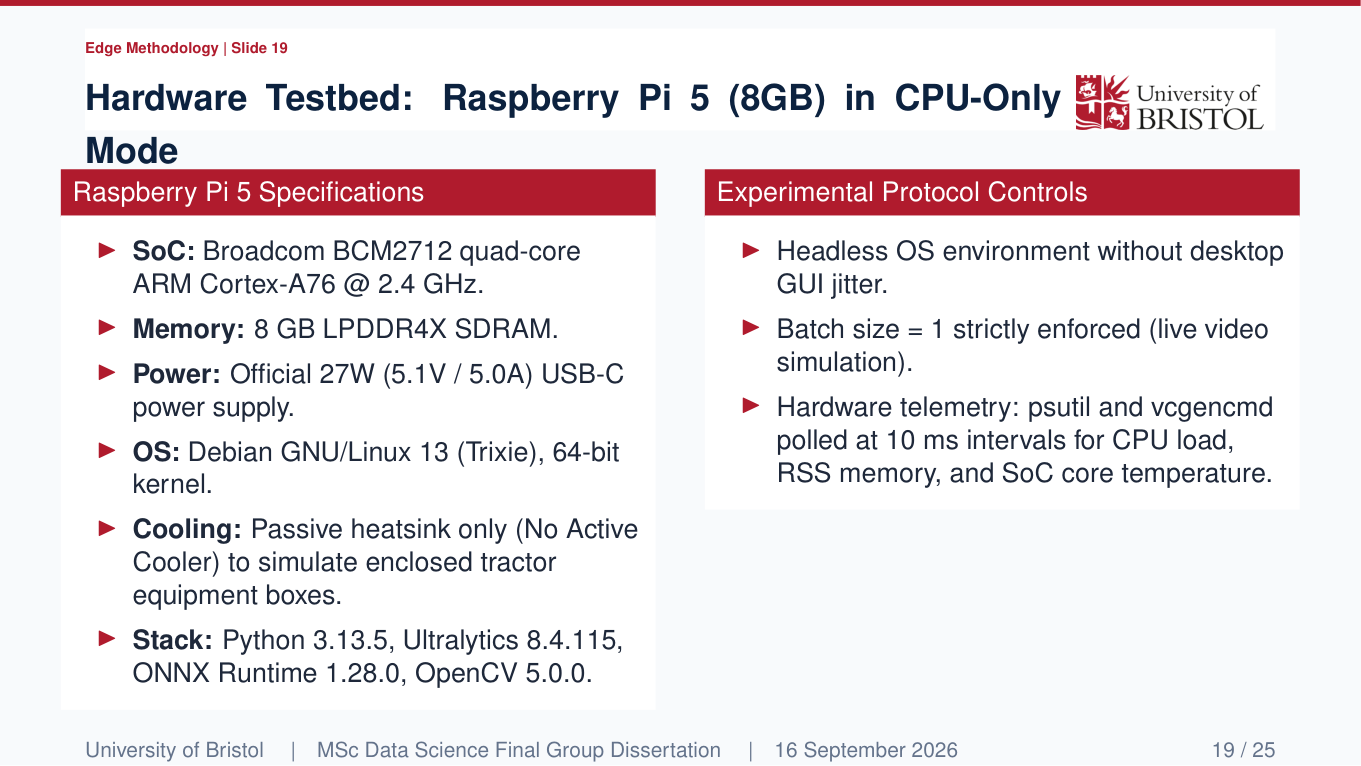 Edge Methodology | Slide 19
Hardware Testbed: Raspberry Pi 5 (8GB) in CPU-Only
Mode
University of
BRISTOL
Raspberry Pi 5 Specifications
SoC: Broadcom BCM2712 quad-core
ARM Cortex-A76 @ 2.4 GHz.
Memory: 8 GB LPDDR4X SDRAM.
Power: Official 27W (5.1V / 5.0A) USB-C
power supply.
OS: Debian GNU/Linux 13 (Trixie), 64-bit
kernel.
Cooling: Passive heatsink only (No Active
Cooler) to simulate enclosed tractor
equipment boxes.
Stack: Python 3.13.5, Ultralytics 8.4.115,
ONNX Runtime 1.28.0, OpenCV 5.0.0.
Experimental Protocol Controls
Headless OS environment without desktop
GUI jitter.
Batch size = 1 strictly enforced (live video
simulation).
Hardware telemetry: psutil and vcgencmd
polled at 10 ms intervals for CPU load,
RSS memory, and SoC core temperature.
University of Bristol | MSc Data Science Final Group Dissertation | 16 September 2026
19 / 25